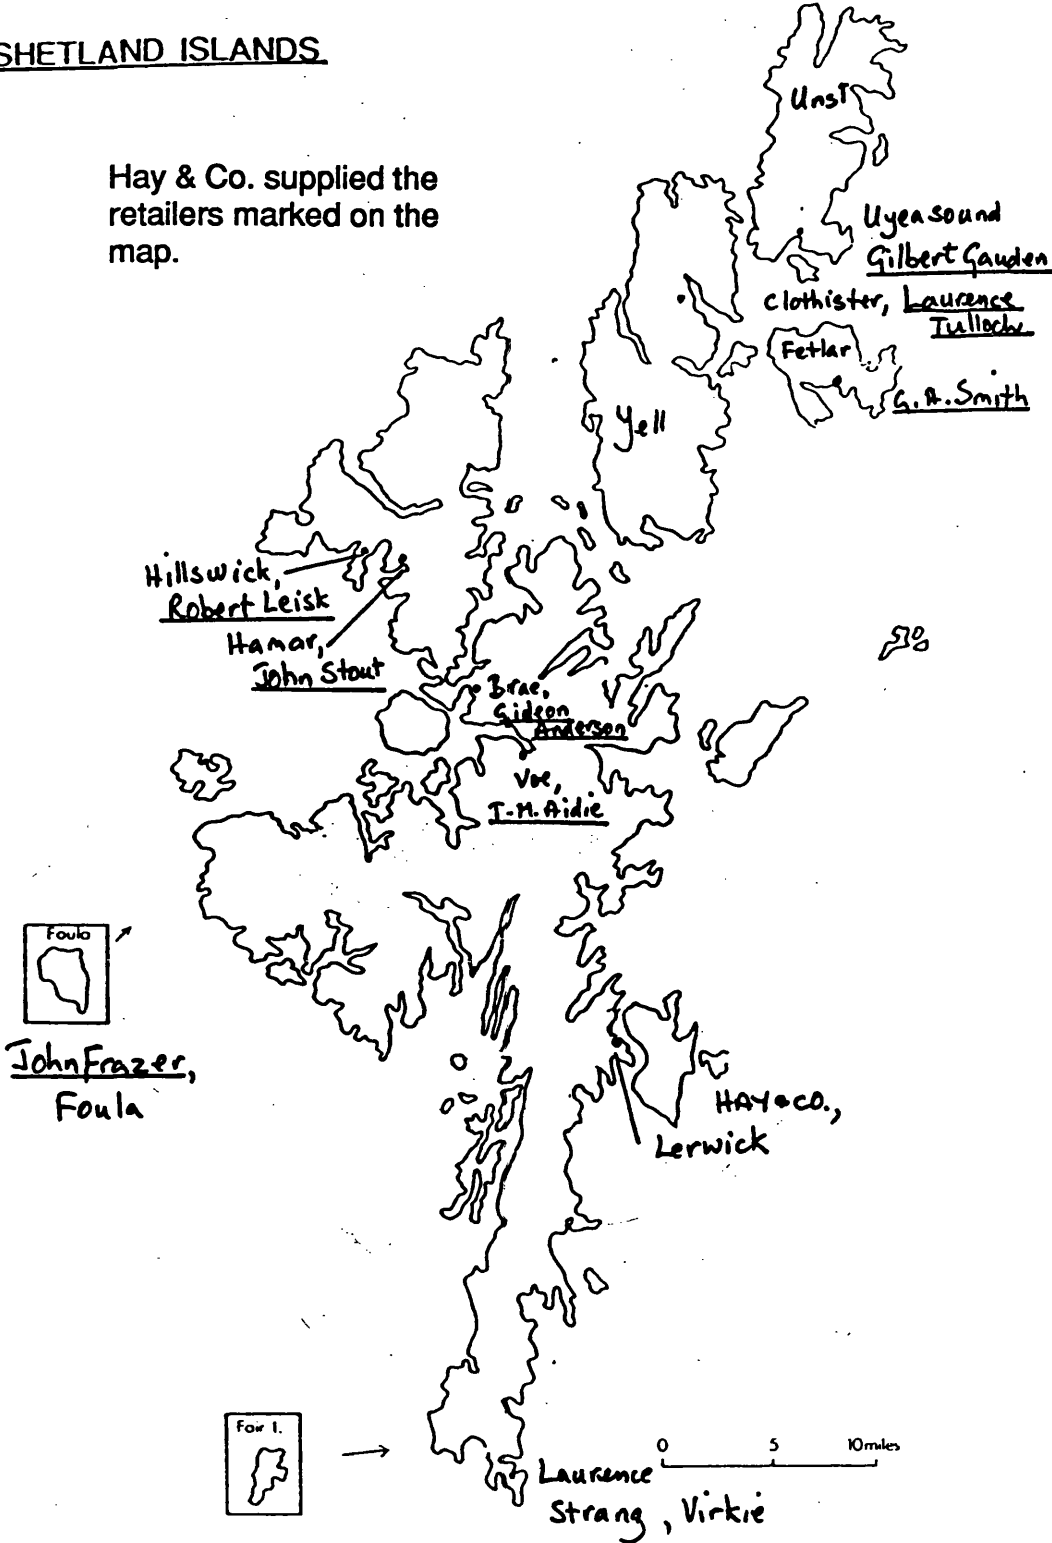 SHETLAND ISLANDS
Hay & Co. supplied the
retailers marked on the
map.
Unst
Uyeasound
Gilbert Gauden
Clothister, Laurence
Tulloch
Fetlar
G. A. Smith
Yell
Hillswick,
Robert Leisk
Hamar,
John Stout
Brae,
Gideon
Anderson
Voe,
T. M. Aidie
Foula
John Frazer,
Foula
HAY & CO.,
Lerwick
Fair I.
0 5 10 miles
Laurence
Strang, Virkie